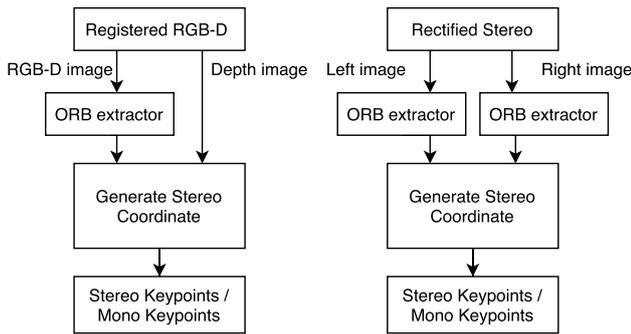 Registered RGB-D
RGB-D image
Depth image
ORB extractor
Generate Stereo
Coordinate
Stereo Keypoints /
Mono Keypoints
Rectified Stereo
Left image
Right image
ORB extractor
ORB extractor
Generate Stereo
Coordinate
Stereo Keypoints /
Mono Keypoints